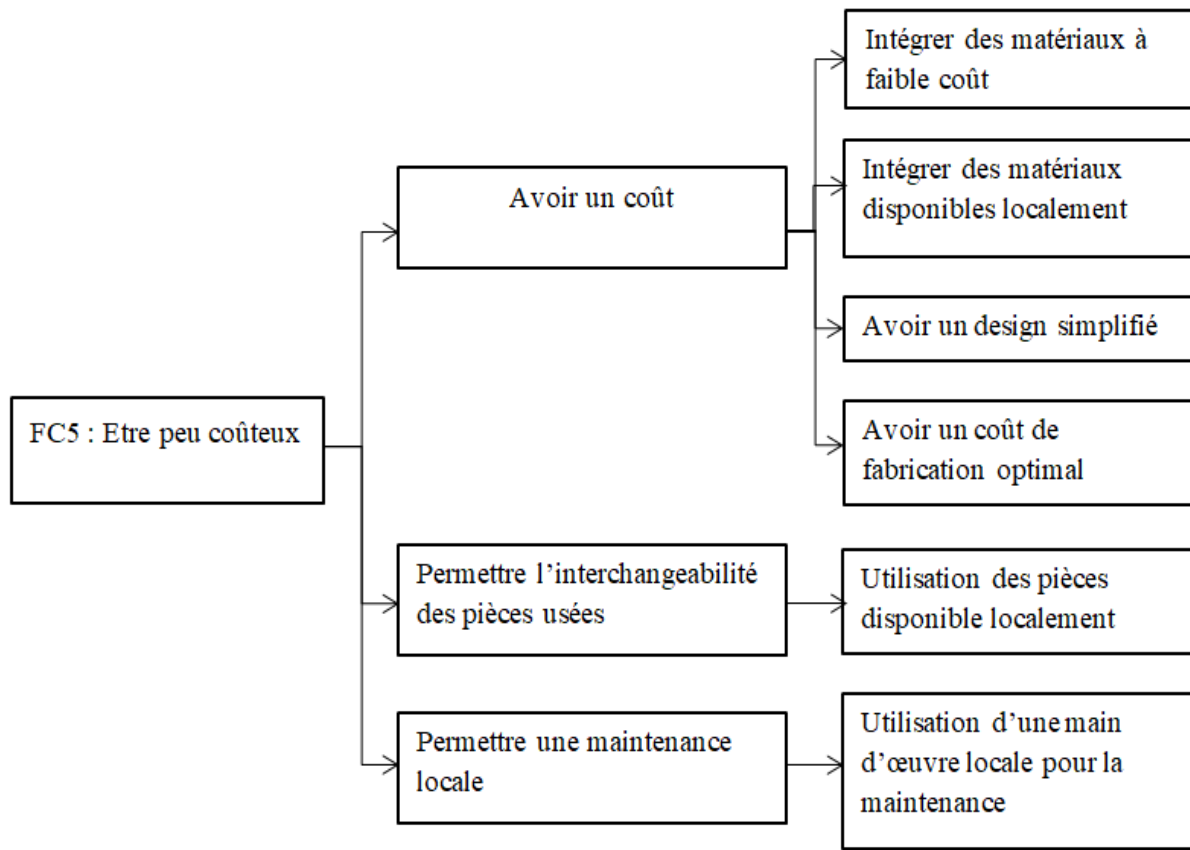 Intégrer des matériaux à
faible coût
Intégrer des matériaux
disponibles localement
Avoir un coût
Avoir un design simplifié
FC5 : Etre peu coûteux
Avoir un coût de
fabrication optimal
Permettre l’interchangeabilité
des pièces usées
Utilisation des pièces
disponible localement
Permettre une maintenance
locale
Utilisation d’une main
d’œuvre locale pour la
maintenance